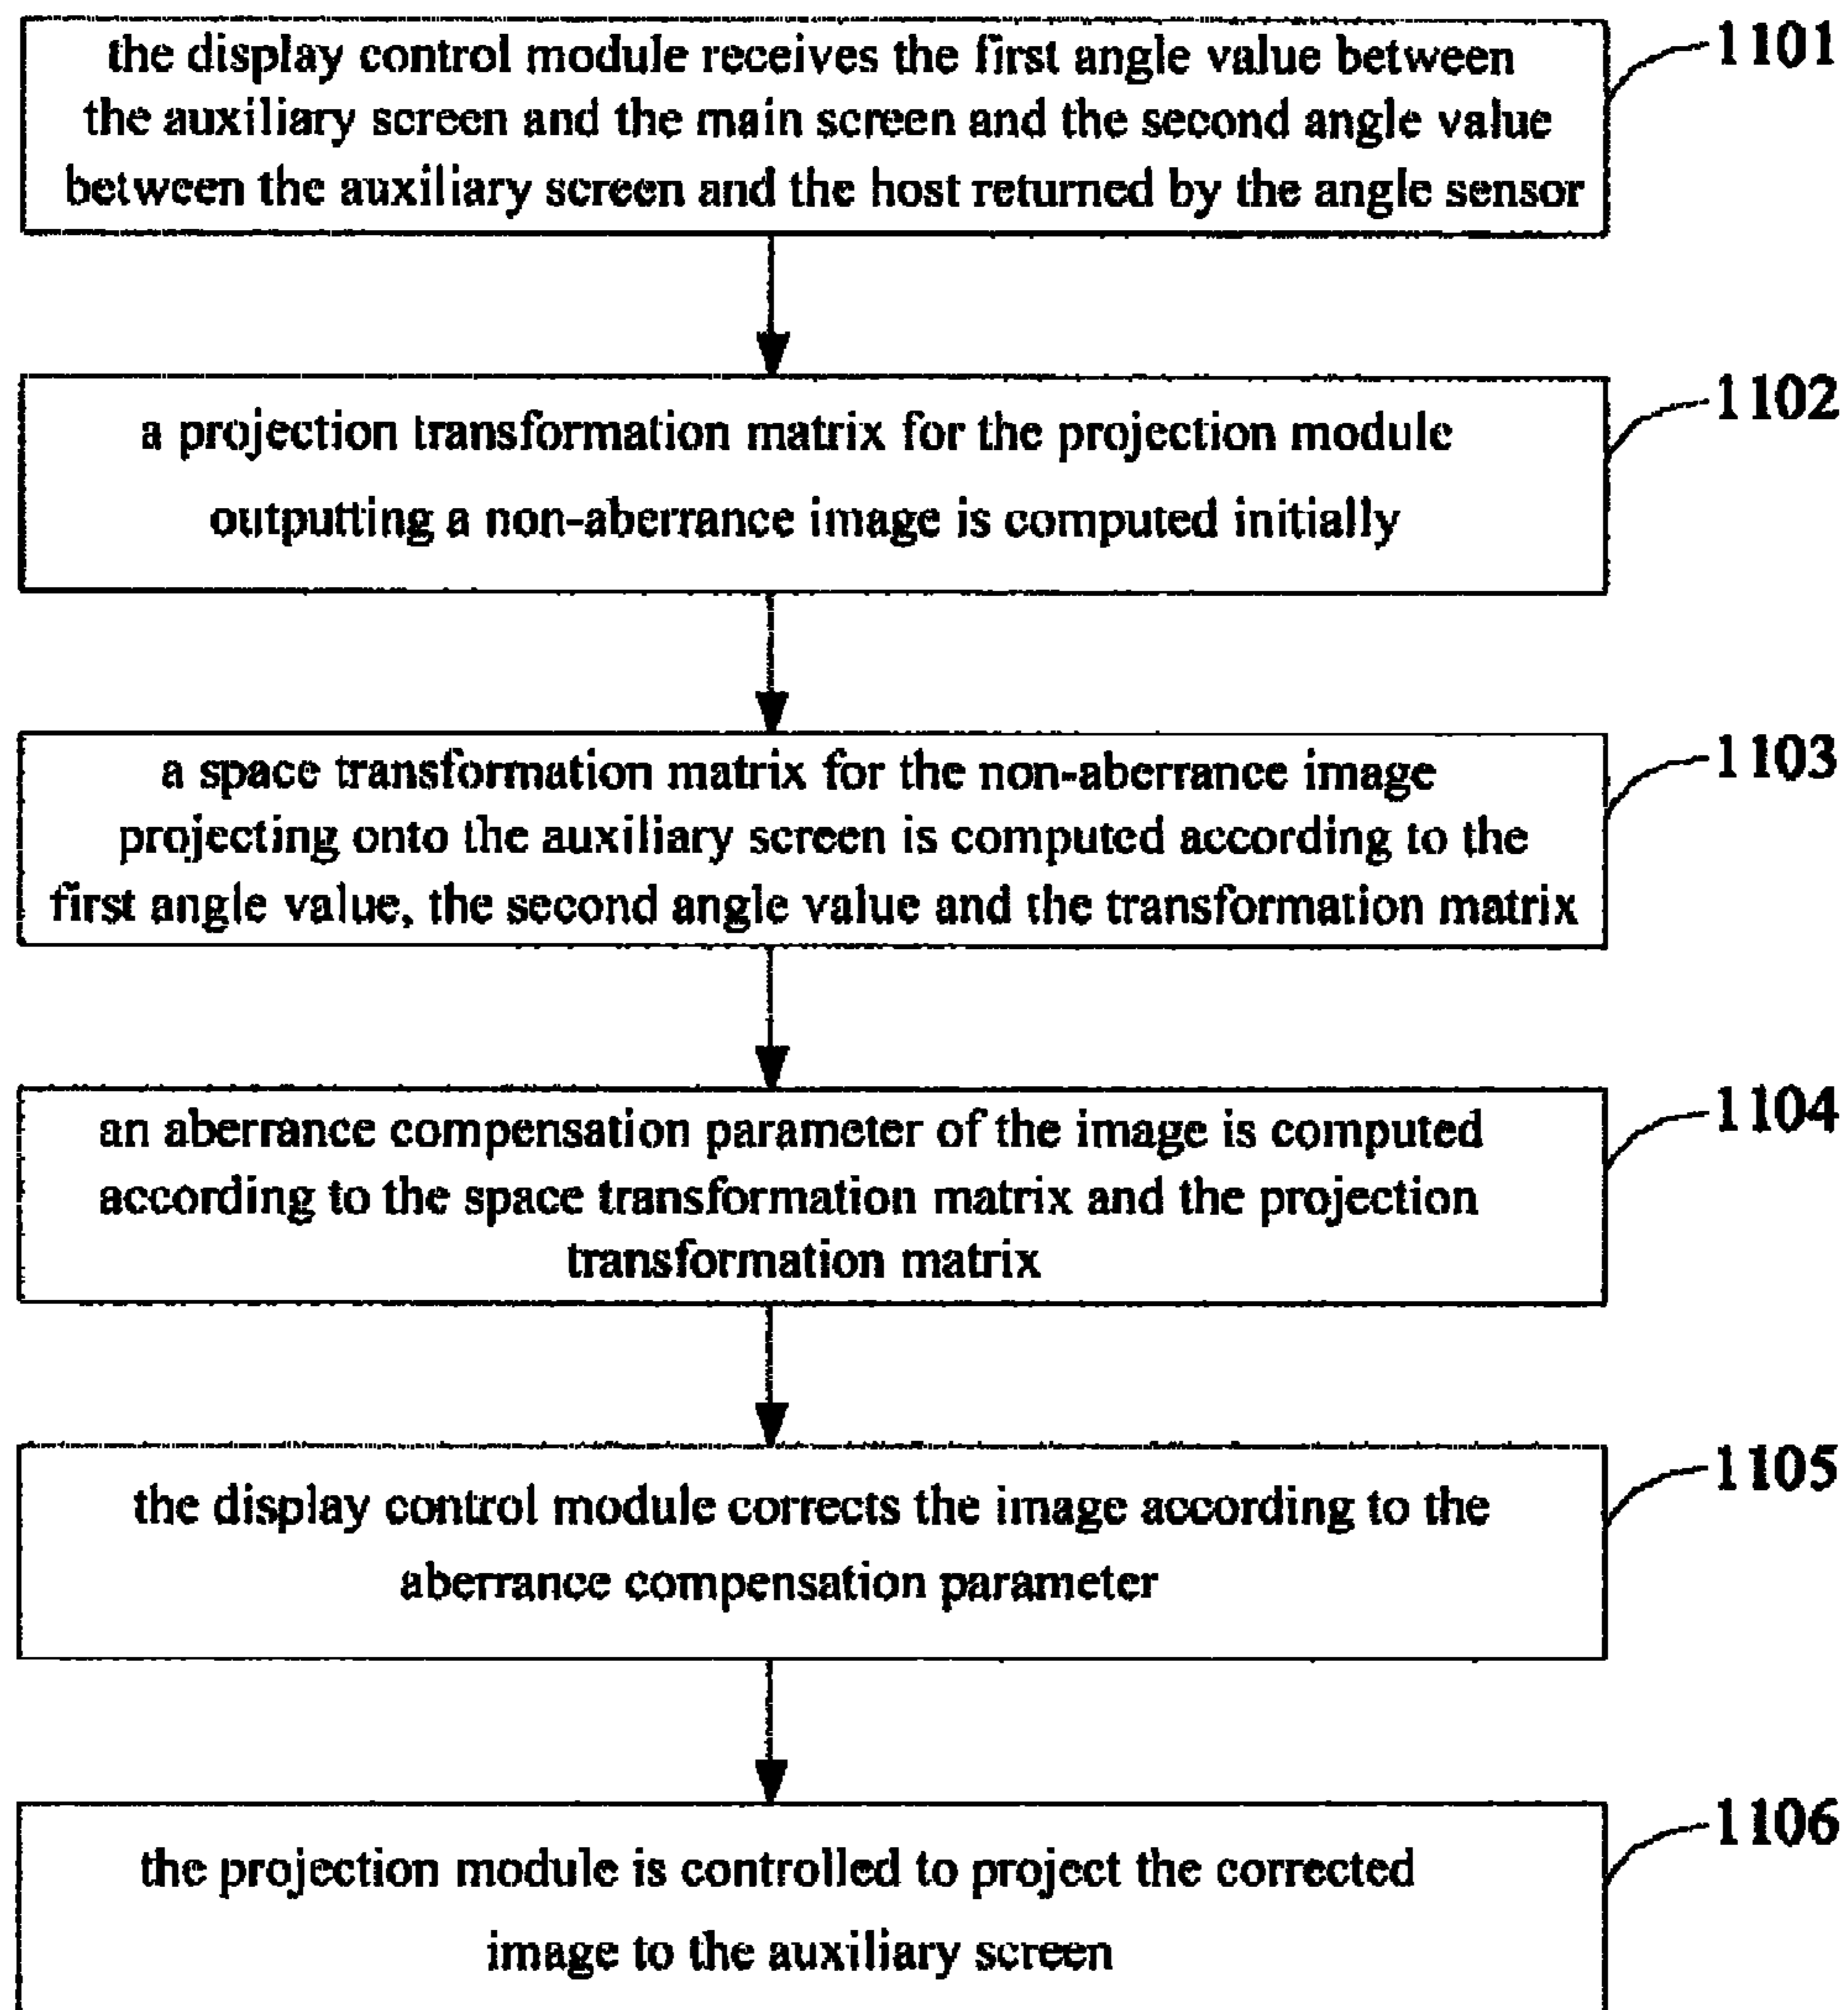 the display control module receives the first angle value between
the auxiliary screen and the main screen and the second angle value
between the auxiliary screen and the host returned by the angle sensor
1101
a projection transformation matrix for the projection module
outputting a non-aberrance image is computed initially
1102
a space transformation matrix for the non-aberrance image
projecting onto the auxiliary screen is computed according to the
first angle value, the second angle value and the transformation matrix
1103
an aberrance compensation parameter of the image is computed
according to the space transformation matrix and the projection
transformation matrix
1104
the display control module corrects the image according to the
aberrance compensation parameter
1105
the projection module is controlled to project the corrected
image to the auxiliary screen
1106